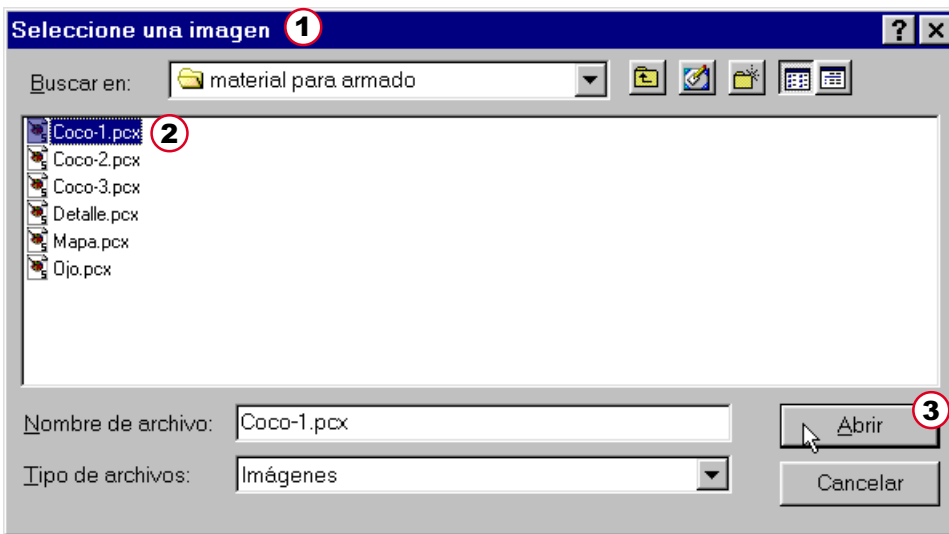 Seleccione una imagen 1
Buscar en: material para armado
Coco-1.pcx 2
Coco-2.pcx
Coco-3.pcx
Detalle.pcx
Mapa.pcx
Ojo.pcx
Nombre de archivo: Coco-1.pcx Abrir 3
Tipo de archivos: Imágenes Cancelar